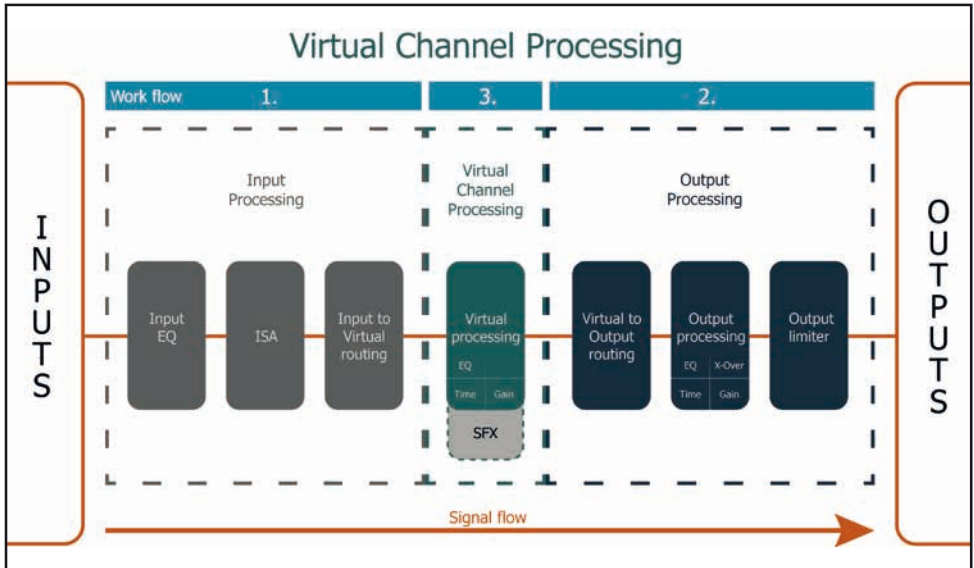 Virtual Channel Processing
Work flow 1. 3. 2.
Input
Processing
Virtual
Channel
Processing
Output
Processing
INPUTS
Input
EQ
ISA
Input to
Virtual
routing
Virtual
processing
EQ
Time Gain
SFX
Virtual to
Output
routing
Output
processing
EQ X-Over
Time Gain
Output
limiter
OUTPUTS
Signal flow